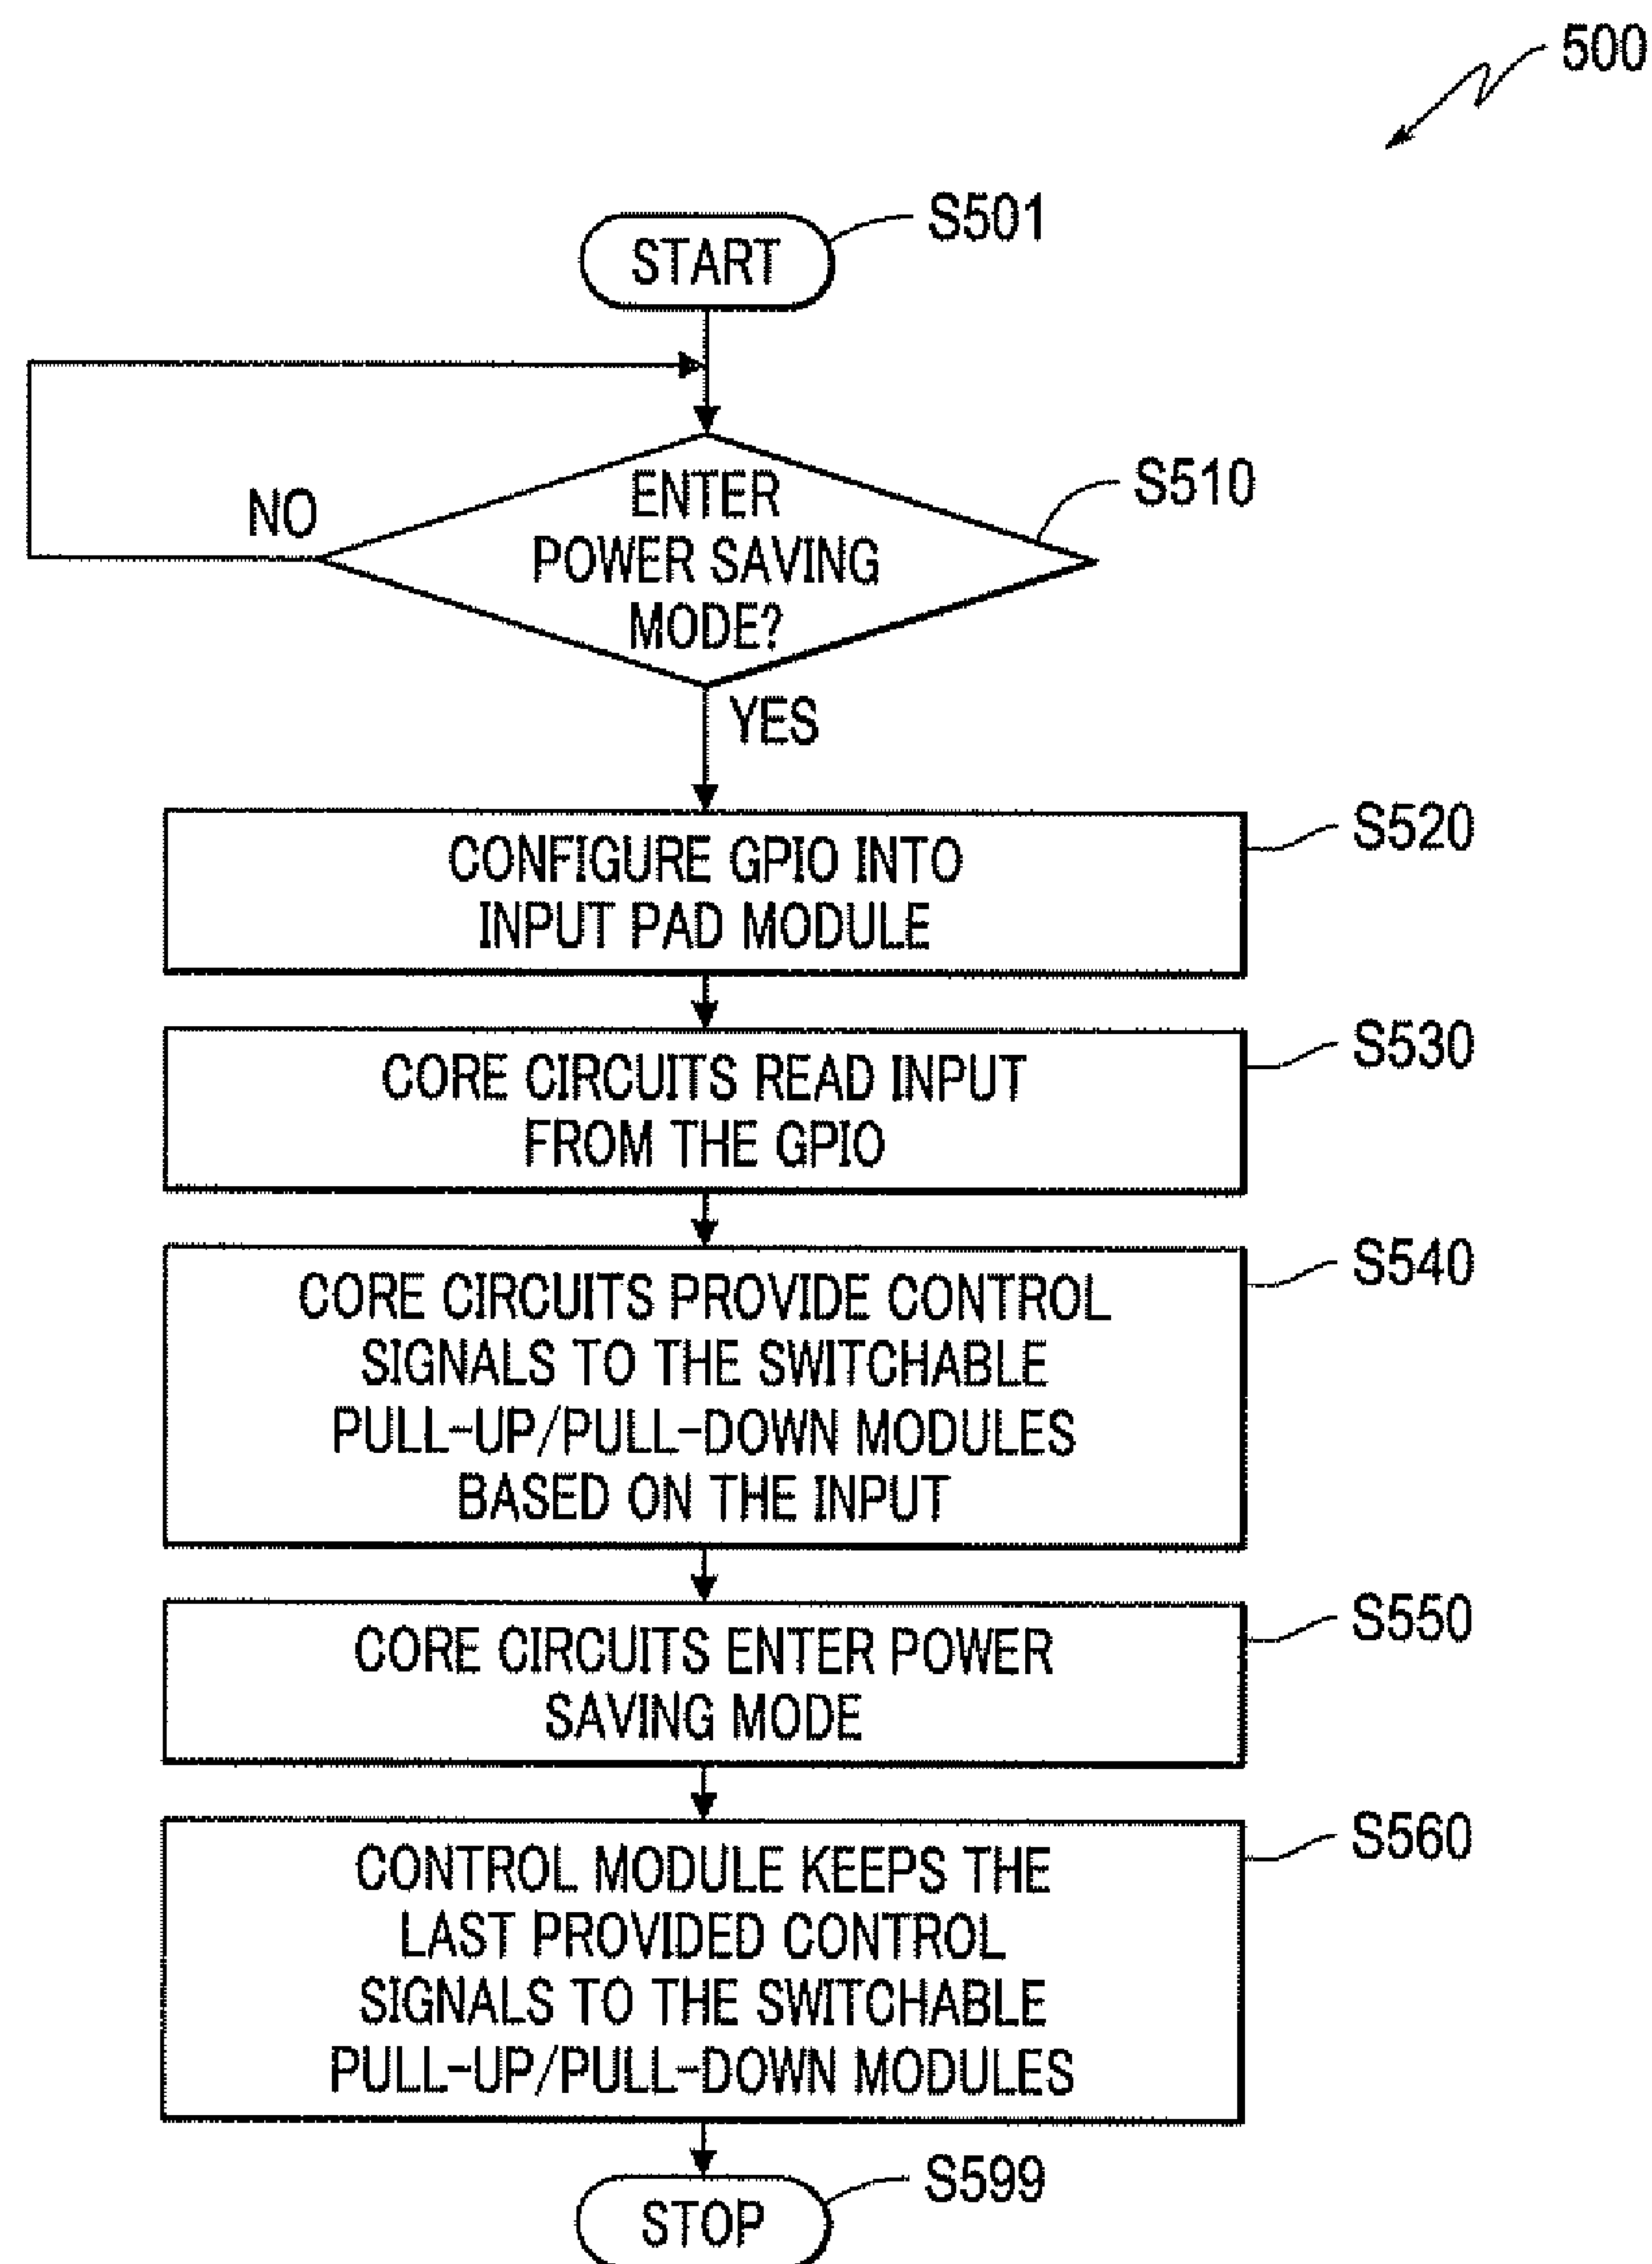 500
START
S501
ENTER
POWER SAVING
MODE?
S510
NO
YES
CONFIGURE GPIO INTO
INPUT PAD MODULE
S520
CORE CIRCUITS READ INPUT
FROM THE GPIO
S530
CORE CIRCUITS PROVIDE CONTROL
SIGNALS TO THE SWITCHABLE
PULL-UP/PULL-DOWN MODULES
BASED ON THE INPUT
S540
CORE CIRCUITS ENTER POWER
SAVING MODE
S550
CONTROL MODULE KEEPS THE
LAST PROVIDED CONTROL
SIGNALS TO THE SWITCHABLE
PULL-UP/PULL-DOWN MODULES
S560
STOP
S599